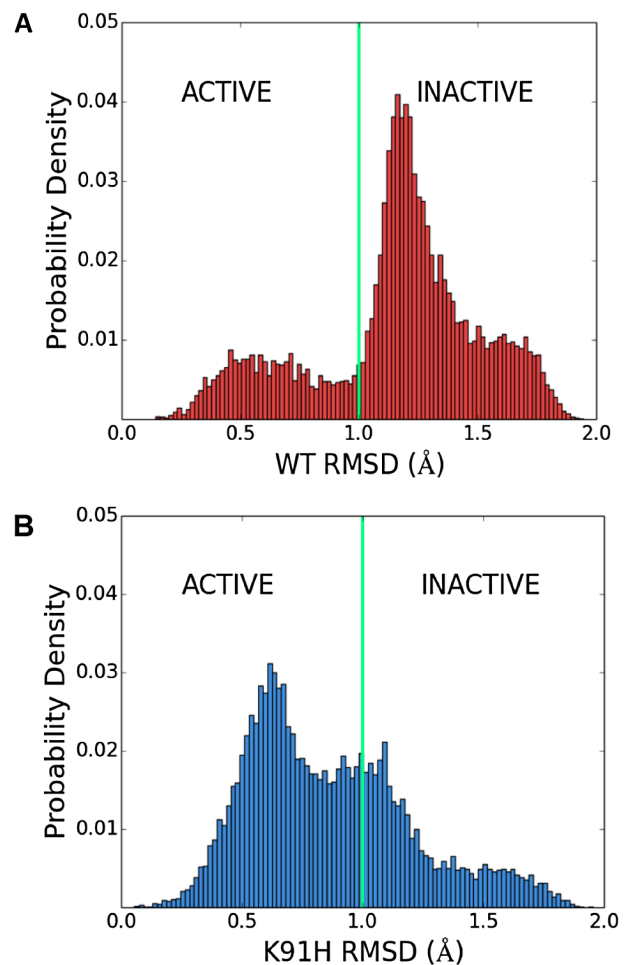 A
Probability Density
0.05
0.04
0.03
0.02
0.01
ACTIVE INACTIVE
0.0 0.5 1.0 1.5 2.0
WT RMSD (Å)
B
Probability Density
0.05
0.04
0.03
0.02
0.01
ACTIVE INACTIVE
0.0 0.5 1.0 1.5 2.0
K91H RMSD (Å)